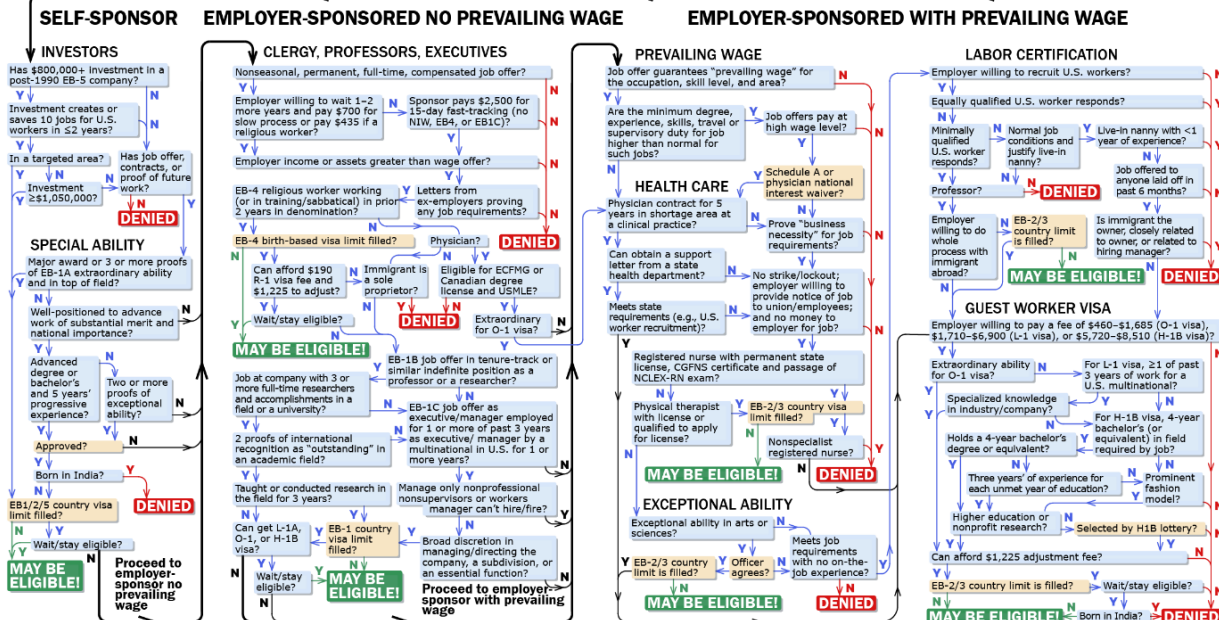 SELF-SPONSOR
EMPLOYER-SPONSORED NO PREVAILING WAGE
EMPLOYER-SPONSORED WITH PREVAILING WAGE
INVESTORS
Has $800,000+ investment in a
post-1990 EB-5 company?
Y
N
Investment creates or
saves 10 jobs for U.S.
workers in ≤2 years?
Y
N
In a targeted area?
Y
N
Has job offer,
contracts, or
proof of future
work?
N
Y
Investment
≥$1,050,000?
Y
N
DENIED
SPECIAL ABILITY
Major award or 3 or more proofs
of EB-1A extraordinary ability
and in top of field?
Y
N
Well-positioned to advance
work of substantial merit and
national importance?
Y
N
Advanced
degree or
bachelor's
and 5 years'
progressive
experience?
Y
N
Two or more
proofs of
exceptional
ability?
Y
N
Approved?
Y
N
Born in India?
Y
N
DENIED
EB1/2/5 country visa
limit filled?
N
Y
Wait/stay eligible?
Y
N
MAY BE
ELIGIBLE!
Proceed to
employer-
sponsor no
prevailing
wage
CLERGY, PROFESSORS, EXECUTIVES
Nonseasonal, permanent, full-time, compensated job offer?
Y
N
Employer willing to wait 1–2
more years and pay $700 for
slow process or pay $435 if a
religious worker?
Y
N
Sponsor pays $2,500 for
15-day fast-tracking (no
NIW, EB4, or EB1C)?
Y
N
Employer income or assets greater than wage offer?
Y
N
EB-4 religious worker working
(or in training/sabbatical) in prior
2 years in denomination?
Y
N
Letters from
ex-employers proving
any job requirements?
Y
N
DENIED
EB-4 birth-based visa limit filled?
N
Y
Physician?
Y
N
Can afford $190
R-1 visa fee and
$1,225 to adjust?
Y
N
Immigrant is
a sole
proprietor?
N
Y
Eligible for ECFMG or
Canadian degree
license and USMLE?
N
Y
DENIED
Wait/stay eligible?
Y
N
Extraordinary
for O-1 visa?
Y
N
MAY BE ELIGIBLE!
EB-1B job offer in tenure-track or
similar indefinite position as a
professor or a researcher?
Y
N
Job at company with 3 or
more full-time researchers
and accomplishments in a
field or a university?
Y
N
EB-1C job offer as
executive/manager employed
for 1 or more of past 3 years
as executive/ manager by a
multinational in U.S. for 1 or
more years?
Y
N
2 proofs of international
recognition as "outstanding" in
an academic field?
Y
N
Taught or conducted research in
the field for 3 years?
Y
N
Manage only nonprofessional
nonsupervisors or workers
manager can't hire/fire?
N
Y
Can get L-1A,
O-1, or H-1B
visa?
Y
N
EB-1 country
visa limit
filled?
Y
N
Broad discretion in
managing/directing the
company, a subdivision, or
an essential function?
Y
N
Wait/stay
eligible?
Y
N
MAY BE
ELIGIBLE!
Proceed to employer-
sponsor with prevailing
wage
PREVAILING WAGE
Job offer guarantees "prevailing wage" for
the occupation, skill level, and area?
Y
N
Are the minimum degree,
experience, skills, travel or
supervisory duty for job
higher than normal for
such jobs?
Y
N
Job offers pay at
high wage level?
Y
N
Schedule A or
physician national
interest waiver?
Y
N
HEALTH CARE
Physician contract for 5
years in shortage area at
a clinical practice?
Y
N
Prove "business
necessity" for job
requirements?
Y
N
Can obtain a support
letter from a state
health department?
Y
N
No strike/lockout;
employer willing to
provide notice of job
to union/employees;
and no money to
employer for job?
Y
N
Meets state
requirements (e.g., U.S.
worker recruitment)?
Y
N
Registered nurse with permanent state
license, CGFNS certificate and passage of
NCLEX-RN exam?
N
Y
Physical therapist
with license or
qualified to apply
for license?
Y
N
EB-2/3 country visa
limit filled?
N
Y
Nonspecialist
registered nurse?
N
Y
MAY BE ELIGIBLE!
DENIED
EXCEPTIONAL ABILITY
Exceptional ability in arts or
sciences?
Y
N
Meets job
requirements
with no on-the-
job experience?
Y
N
EB-2/3 country
limit is filled?
Y
N
Officer
agrees?
Y
N
MAY BE ELIGIBLE!
DENIED
LABOR CERTIFICATION
Employer willing to recruit U.S. workers?
Y
N
Equally qualified U.S. worker responds?
Y
N
Minimally
qualified
U.S. worker
responds?
Y
N
Normal job
conditions and
justify live-in
nanny?
Y
N
Live-in nanny with <1
year of experience?
N
Y
Professor?
Y
N
DENIED
Job offered to
anyone laid off in
past 6 months?
Y
N
Employer
willing to do
whole
process with
immigrant
abroad?
Y
N
EB-2/3
country limit
is filled?
N
Y
Is immigrant the
owner, closely related
to owner, or related to
hiring manager?
N
Y
MAY BE ELIGIBLE!
DENIED
GUEST WORKER VISA
Employer willing to pay a fee of $460–$1,685 (O-1 visa),
$1,710–$6,900 (L-1 visa), or $5,720–$8,510 (H-1B visa)?
Y
N
Extraordinary ability
for O-1 visa?
Y
N
For L-1 visa, ≥1 of past
3 years of work for a
U.S. multinational?
Y
N
Specialized knowledge
in industry/company?
Y
N
For H-1B visa, 4-year
bachelor's (or
equivalent) in field
required by job?
Y
N
Holds a 4-year bachelor's
degree or equivalent?
Y
N
Three years' of experience for
each unmet year of education?
Y
N
Prominent
fashion
model?
Y
N
Higher education or
nonprofit research?
Y
N
Selected by H1B lottery?
Y
N
Can afford $1,225 adjustment fee?
Y
N
EB-2/3 country limit is filled?
Y
N
Wait/stay eligible?
Y
N
MAY BE ELIGIBLE!
N
Born in India?
Y
DENIED